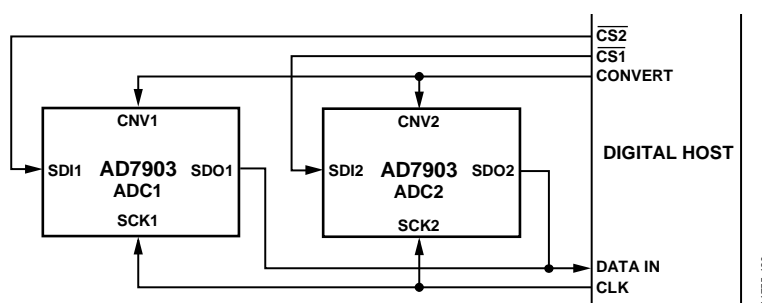 CS2
CS1
CONVERT
CNV1
CNV2
SDI1
AD7903
ADC1
SDO1
SCK1
SDI2
AD7903
ADC2
SDO2
SCK2
DIGITAL HOST
DATA IN
CLK